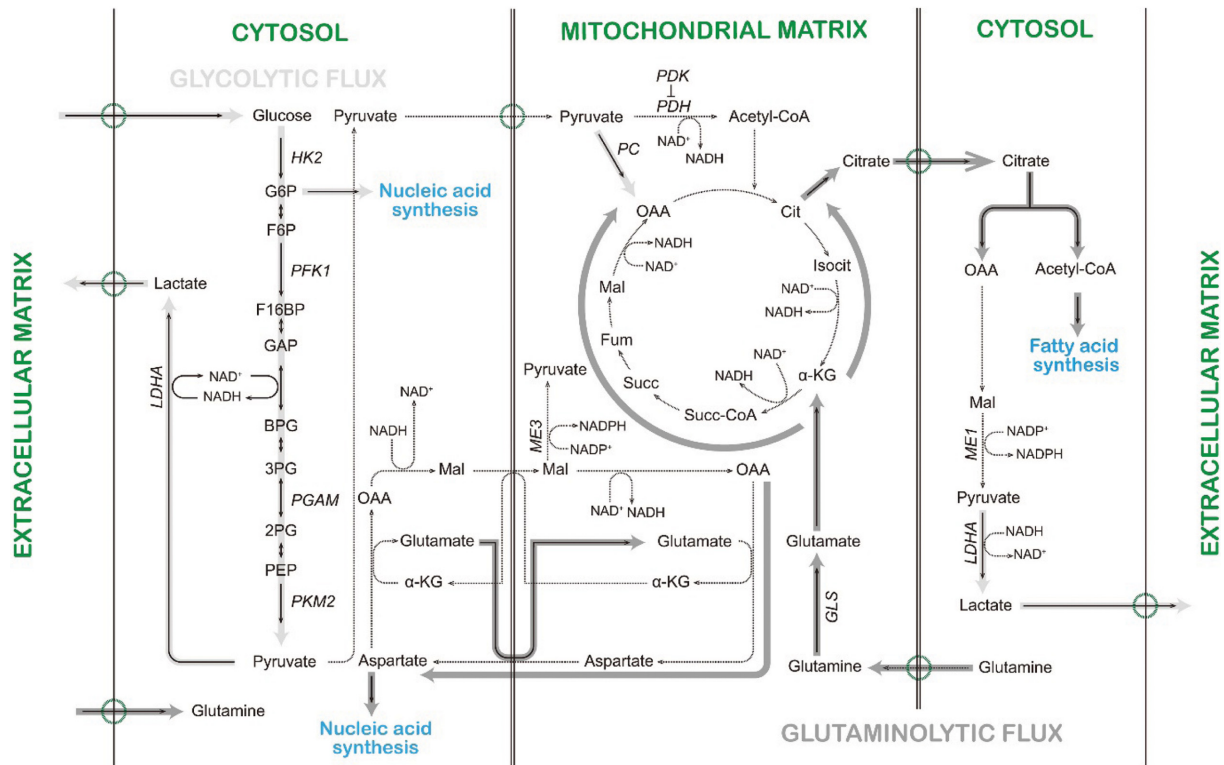 CYTOSOL
MITOCHONDRIAL MATRIX
CYTOSOL
GLYCOLYTIC FLUX
EXTRACELLULAR MATRIX
Glucose
HK2
G6P
Nucleic acid
synthesis
F6P
PFK1
F16BP
GAP
NAD⁺
NADH
BPG
3PG
PGAM
2PG
PEP
PKM2
Pyruvate
Lactate
LDHA
Glutamine
Pyruvate
NAD⁺
NADH
Mal
OAA
Glutamate
α-KG
Aspartate
Nucleic acid
synthesis
Pyruvate
PDK
PDH
NAD⁺
NADH
Acetyl-CoA
PC
OAA
Cit
Citrate
Isocit
NAD⁺
NADH
α-KG
NAD⁺
NADH
Succ-CoA
Succ
Fum
Mal
NADH
NAD⁺
Pyruvate
ME3
NADPH
NADP⁺
Mal
NAD⁺ NADH
OAA
Glutamate
α-KG
Aspartate
Glutamate
GLS
Glutamine
GLUTAMINOLYTIC FLUX
Citrate
OAA
Acetyl-CoA
Fatty acid
synthesis
Mal
ME1
NADP⁺
NADPH
Pyruvate
LDHA
NADH
NAD⁺
Lactate
Glutamine
EXTRACELLULAR MATRIX